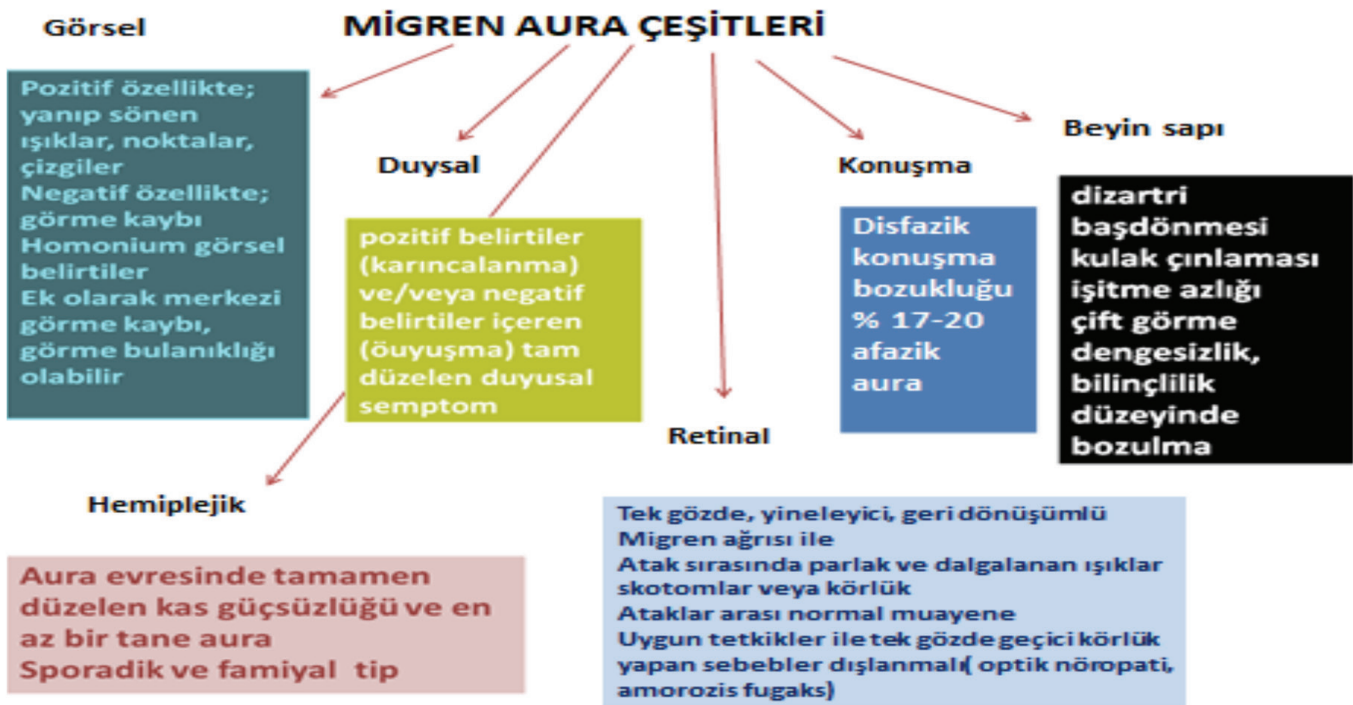 MİGREN AURA ÇEŞİTLERİ
Görsel
Pozitif özellikte;
yanıp sönen
ışıklar, noktalar,
çizgiler
Negatif özellikte;
görme kaybı
Homonium görsel
belirtiler
Ek olarak merkezi
görme kaybı,
görme bulanıklığı
olabilir
Duysal
pozitif belirtiler
(karıncalanma)
ve/veya negatif
belirtiler içeren
(öuyuşma) tam
düzelen duyusal
semptom
Konuşma
Disfazik
konuşma
bozukluğu
% 17-20
afazik
aura
Beyin sapı
dizartri
başdönmesi
kulak çınlaması
işitme azlığı
çift görme
dengesizlik,
bilinçlilik
düzeyinde
bozulma
Hemiplejik
Aura evresinde tamamen
düzelen kas güçsüzlüğü ve en
az bir tane aura
Sporadik ve famiyal tip
Retinal
Tek gözde, yineleyici, geri dönüşümlü
Migren ağrısı ile
Atak sırasında parlak ve dalgalanan ışıklar
skotomlar veya körlük
Ataklar arası normal muayene
Uygun tetkikler ile tek gözde geçici körlük
yapan sebebler dışlanmalı( optik nöropati,
amorozis fugaks)